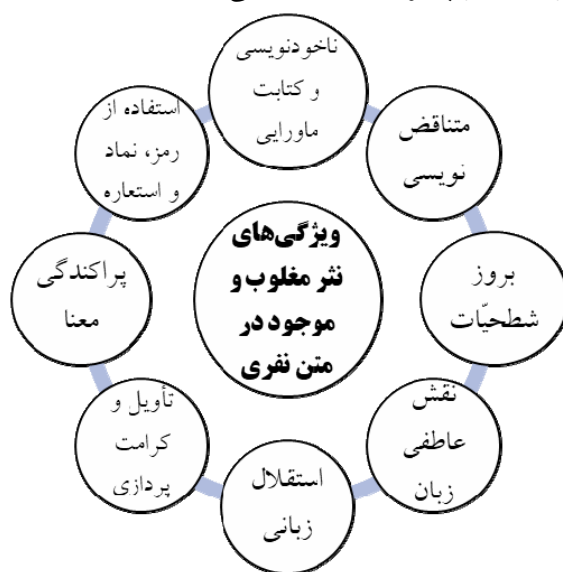 ناخودنویسی
و کتابت
ماورایی
متناقض
نویسی
بروز
شطحیّات
نقش
عاطفی
زبان
استقلال
زبانی
تأویل و
کرامت
پردازی
پراکندگی
معنا
استفاده از
رمز، نماد
و استعاره
ویژگی‌های
نثر مغلوب و
موجود در
متن نفری